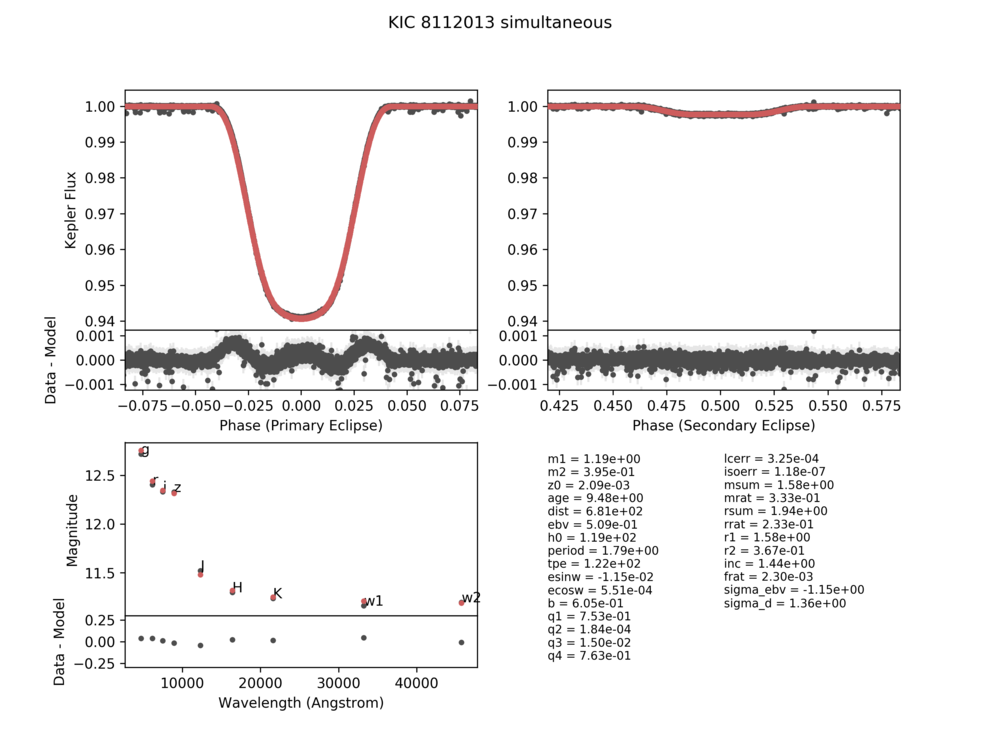 KIC 8112013 simultaneous
1.00
0.99
0.98
0.97
0.96
0.95
0.94
Kepler Flux
0.001
0.000
−0.001
Data - Model
−0.075 −0.050 −0.025 0.000 0.025 0.050 0.075
Phase (Primary Eclipse)
1.00
0.99
0.98
0.97
0.96
0.95
0.94
0.001
0.000
−0.001
0.425 0.450 0.475 0.500 0.525 0.550 0.575
Phase (Secondary Eclipse)
12.5
12.0
11.5
Magnitude
g
r
i z
J
H
K
w1
w2
0.25
0.00
−0.25
Data - Model
10000 20000 30000 40000
Wavelength (Angstrom)
m1 = 1.19e+00
m2 = 3.95e-01
z0 = 2.09e-03
age = 9.48e+00
dist = 6.81e+02
ebv = 5.09e-01
h0 = 1.19e+02
period = 1.79e+00
tpe = 1.22e+02
esinw = -1.15e-02
ecosw = 5.51e-04
b = 6.05e-01
q1 = 7.53e-01
q2 = 1.84e-04
q3 = 1.50e-02
q4 = 7.63e-01
lcerr = 3.25e-04
isoerr = 1.18e-07
msum = 1.58e+00
mrat = 3.33e-01
rsum = 1.94e+00
rrat = 2.33e-01
r1 = 1.58e+00
r2 = 3.67e-01
inc = 1.44e+00
frat = 2.30e-03
sigma_ebv = -1.15e+00
sigma_d = 1.36e+00